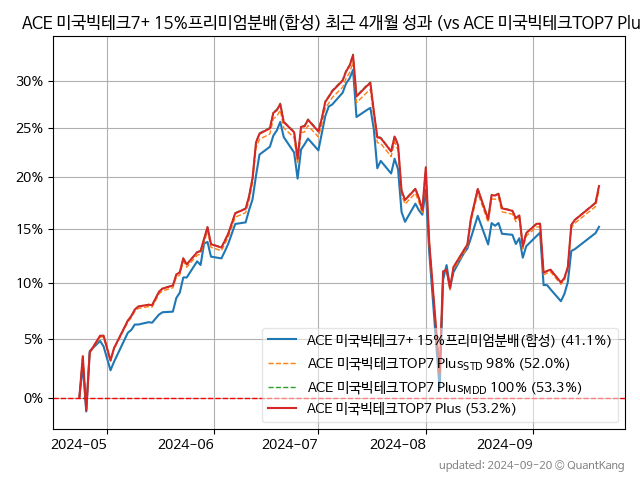 ACE 미국빅테크7+ 15%프리미엄분배(합성) 최근 4개월 성과 (vs ACE 미국빅테크TOP7 Plu
30%
25%
20%
15%
10%
5%
0%
ACE 미국빅테크7+ 15%프리미엄분배(합성) (41.1%)
ACE 미국빅테크TOP7 PlusSTD 98% (52.0%)
ACE 미국빅테크TOP7 PlusMDD 100% (53.3%)
ACE 미국빅테크TOP7 Plus (53.2%)
2024-05 2024-06 2024-07 2024-08 2024-09
updated: 2024-09-20 @ QuantKang